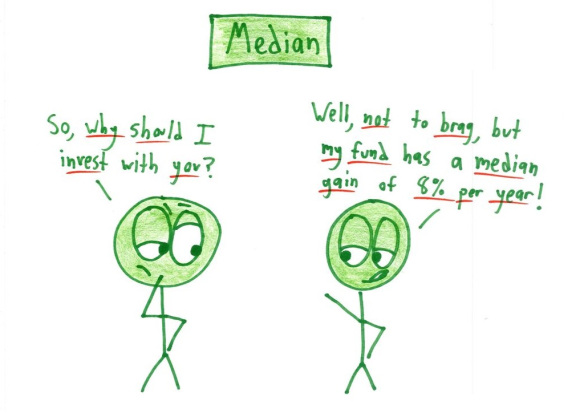 Median
So, why should I
invest with you?
Well, not to brag, but
my fund has a median
gain of 8% per year!